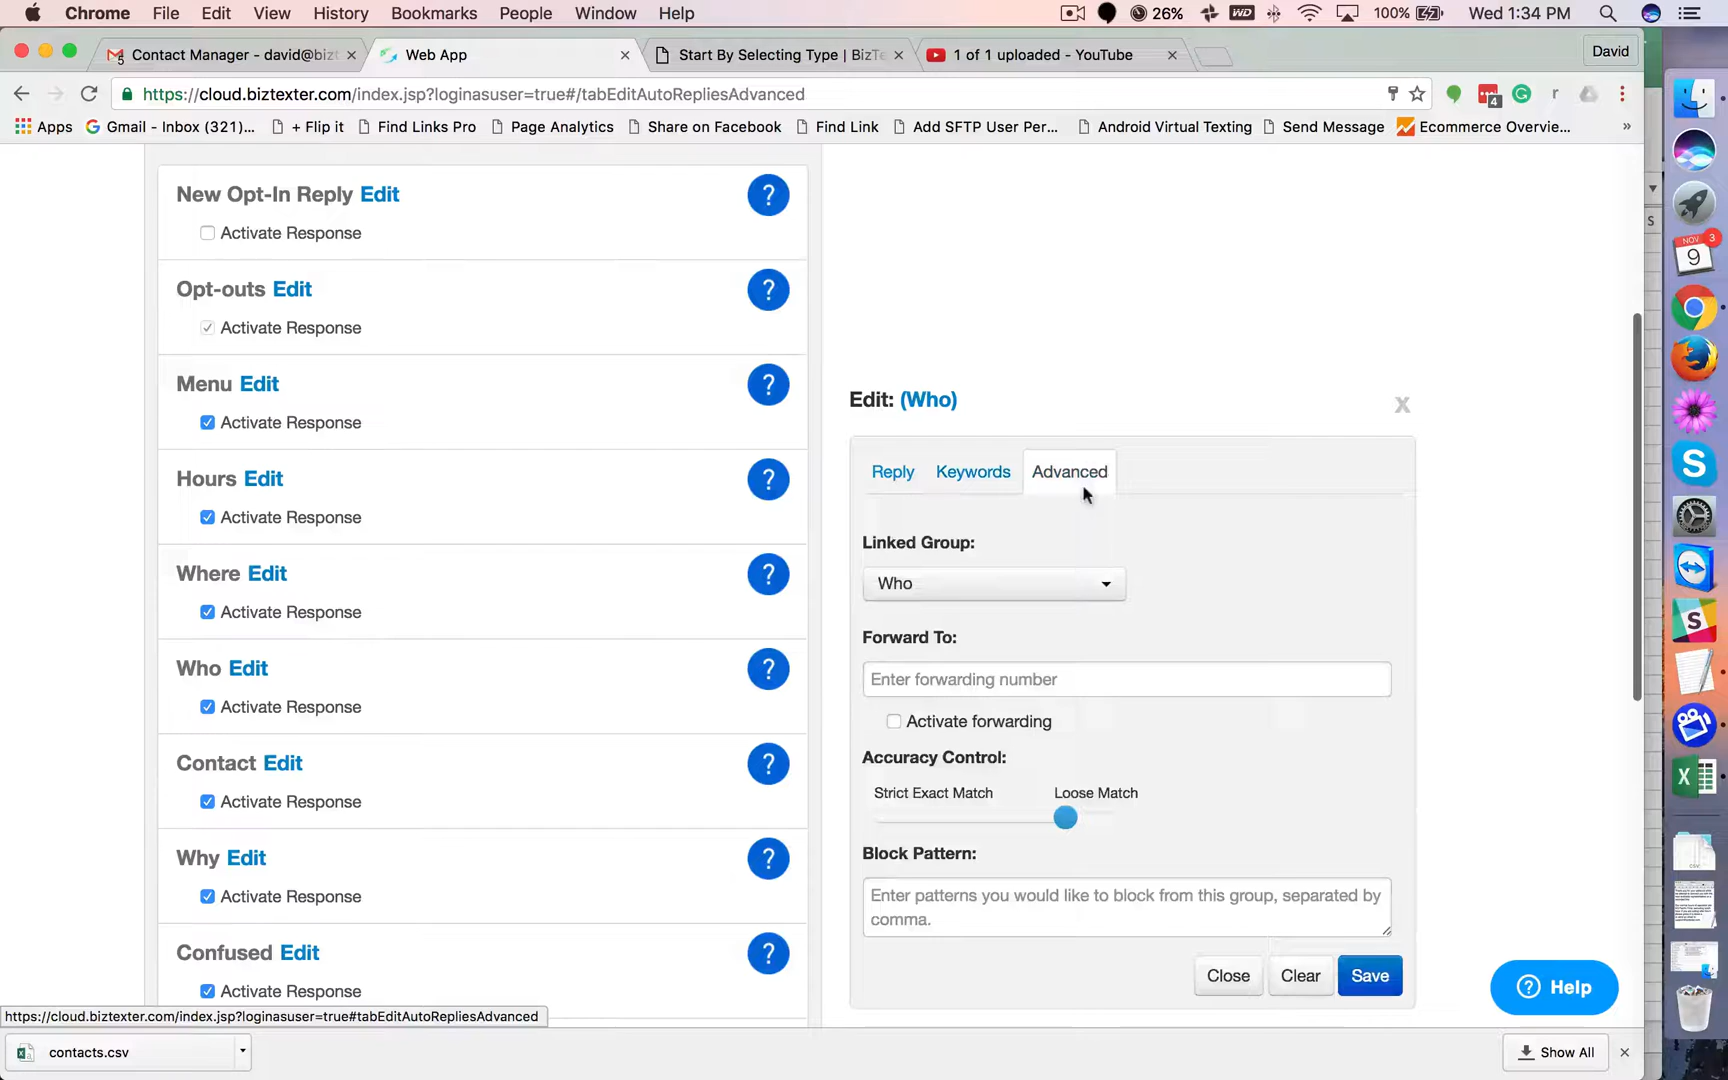 Chrome File Edit View History Bookmarks People Window Help 26% WD 100% Wed 1:34 PM
Contact Manager - david@bizt Web App Start By Selecting Type | BizTe 1 of 1 uploaded - YouTube David
https://cloud.biztexter.com/index.jsp?loginasuser=true#/tabEditAutoRepliesAdvanced 4 r
Apps Gmail - Inbox (321)... + Flip it Find Links Pro Page Analytics Share on Facebook Find Link Add SFTP User Per... Android Virtual Texting Send Message Ecommerce Overvie... »
New Opt-In Reply Edit ?
Activate Response
Opt-outs Edit ?
Activate Response
Menu Edit ?
Activate Response
Hours Edit ?
Activate Response
Where Edit ?
Activate Response
Who Edit ?
Activate Response
Contact Edit ?
Activate Response
Why Edit ?
Activate Response
Confused Edit ?
Activate Response
Edit: (Who) X
Reply Keywords Advanced
Linked Group:
Who
Forward To:
Enter forwarding number
Activate forwarding
Accuracy Control:
Strict Exact Match Loose Match
Block Pattern:
Enter patterns you would like to block from this group, separated by
comma.
Close Clear Save
? Help
https://cloud.biztexter.com/index.jsp?loginasuser=true#tabEditAutoRepliesAdvanced
contacts.csv Show All
S
NOV 3
9
S
S
X
CSV